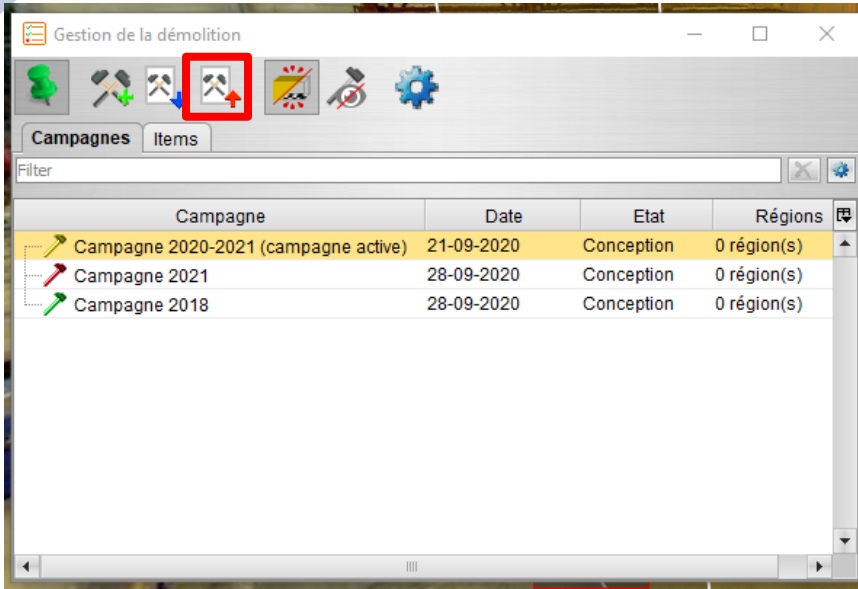 Gestion de la démolition
Campagnes Items
Filter
Campagne Date Etat Régions
Campagne 2020-2021 (campagne active) 21-09-2020 Conception 0 région(s)
Campagne 2021 28-09-2020 Conception 0 région(s)
Campagne 2018 28-09-2020 Conception 0 région(s)